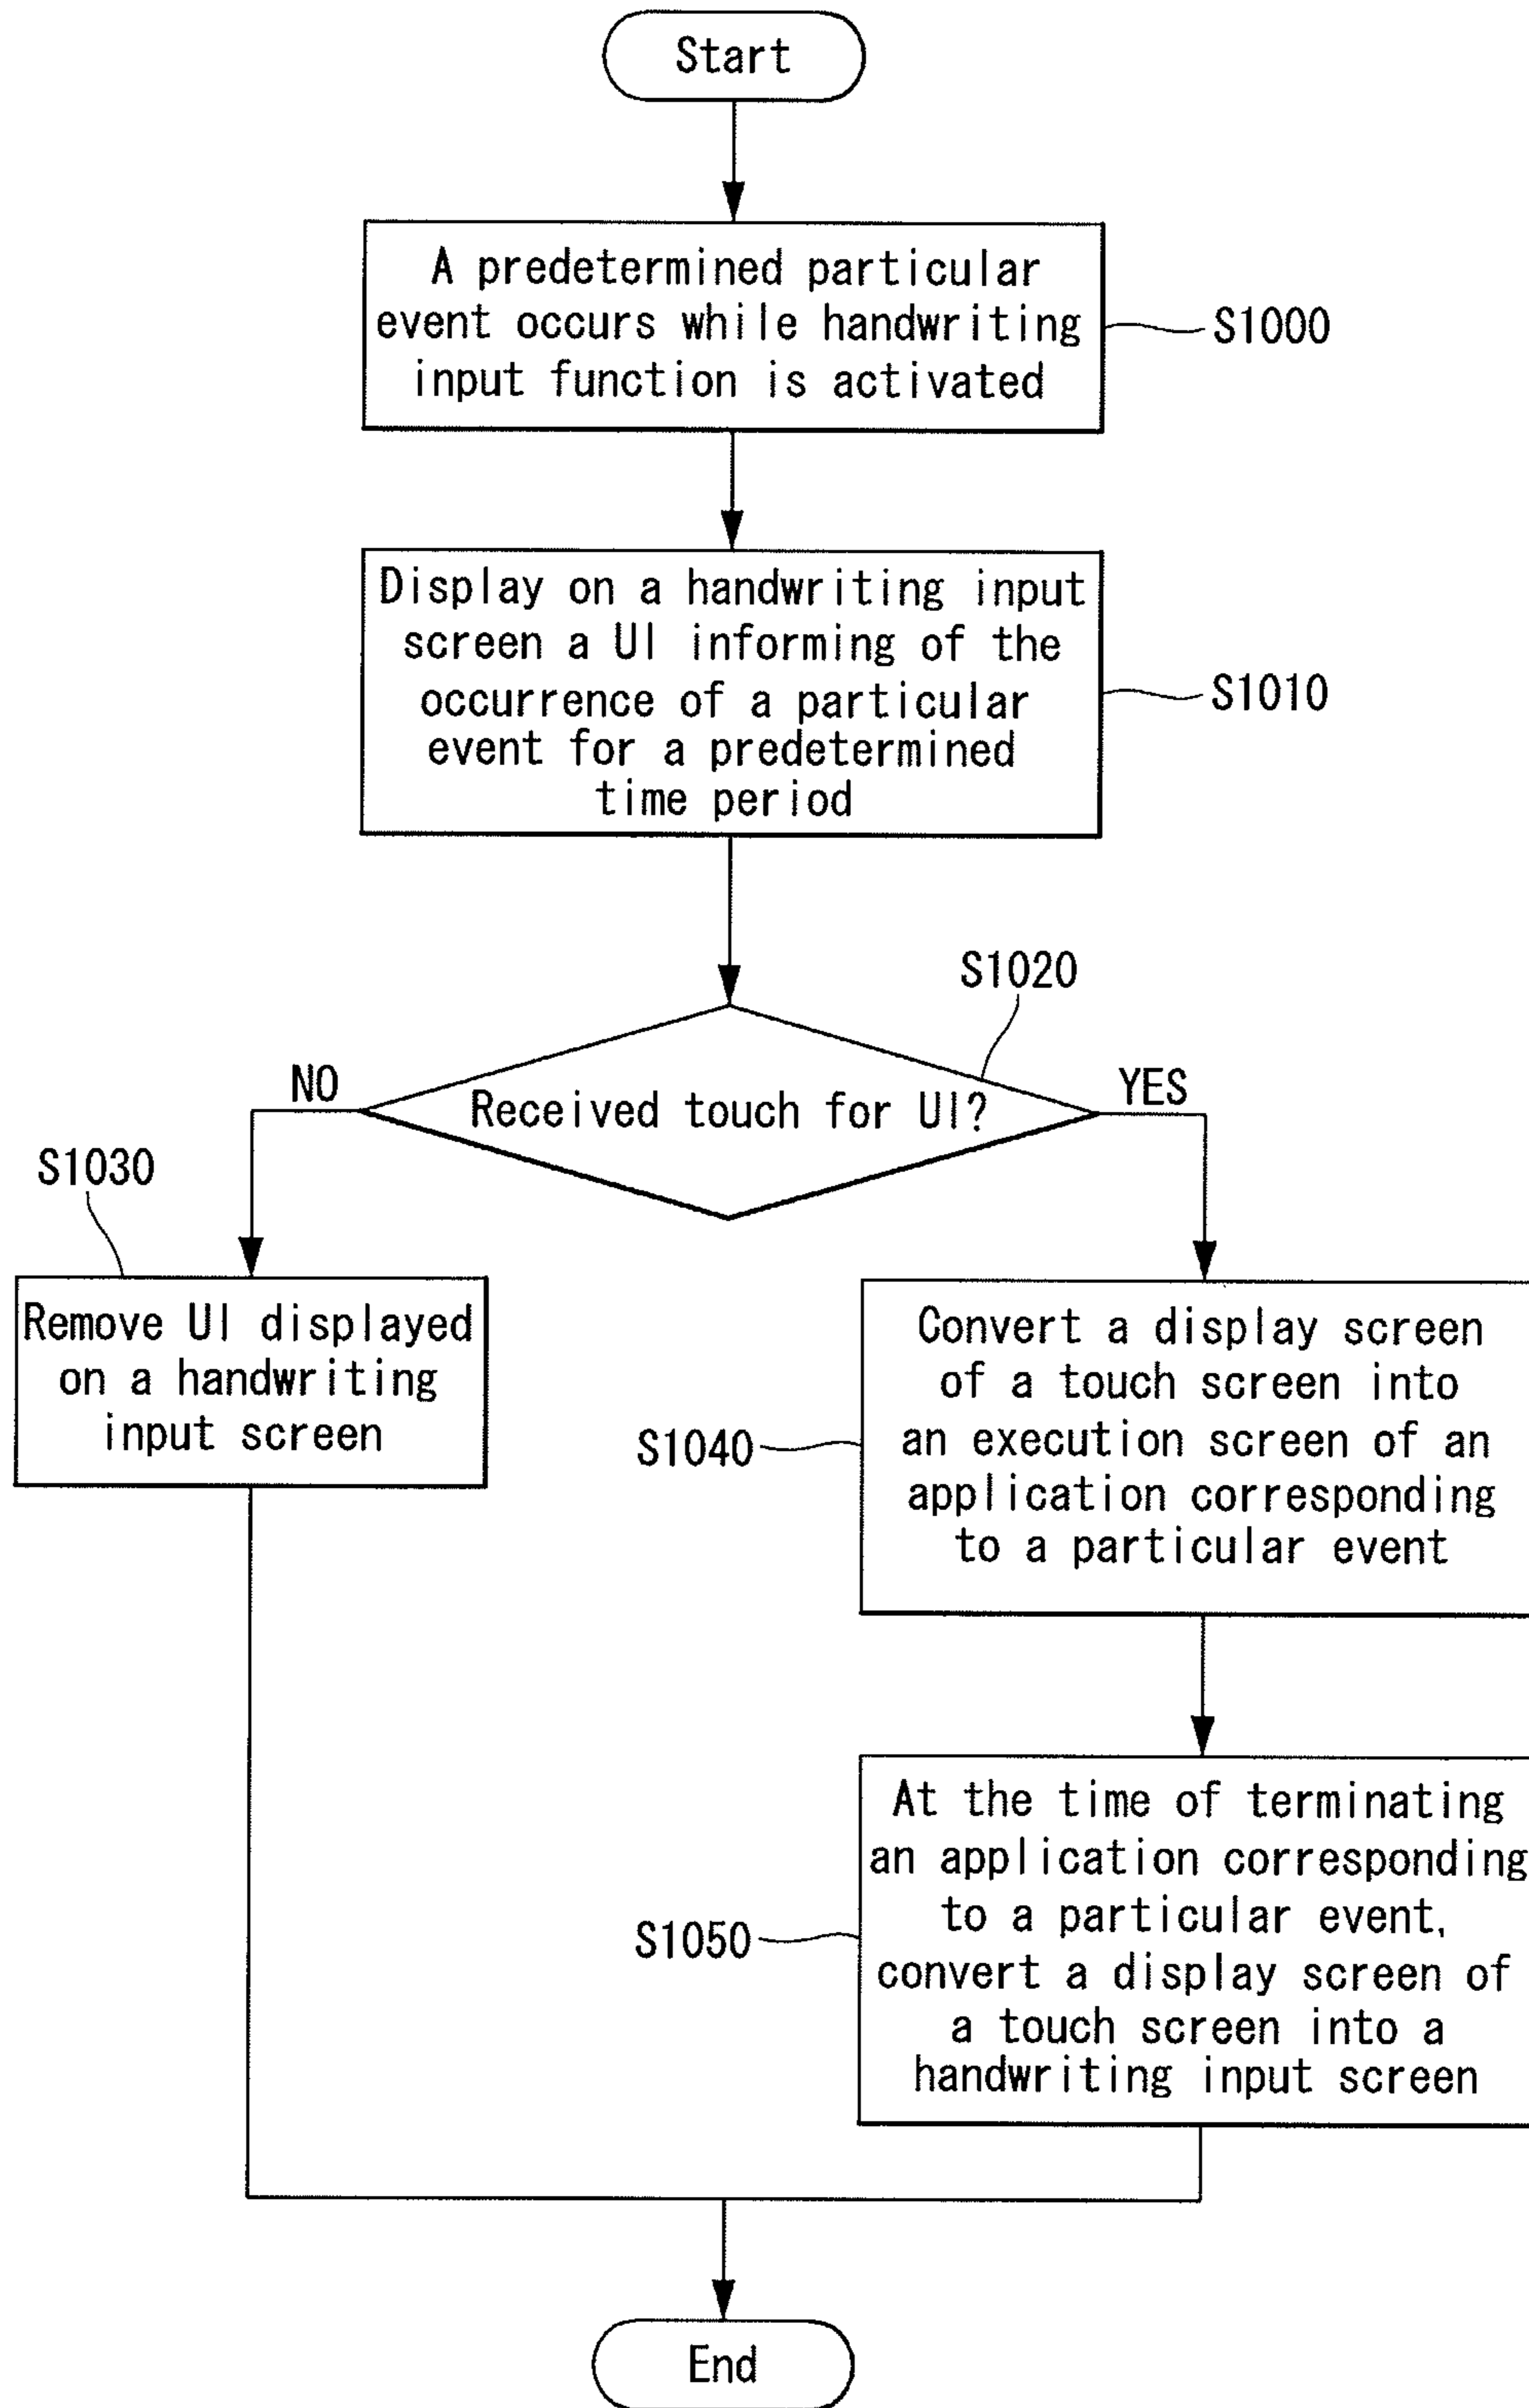 Start
A predetermined particular
event occurs while handwriting
input function is activated
S1000
Display on a handwriting input
screen a UI informing of the
occurrence of a particular
event for a predetermined
time period
S1010
S1020
NO
Received touch for UI?
YES
S1030
Remove UI displayed
on a handwriting
input screen
Convert a display screen
of a touch screen into
an execution screen of an
application corresponding
to a particular event
S1040
At the time of terminating
an application corresponding
to a particular event,
convert a display screen of
a touch screen into a
handwriting input screen
S1050
End